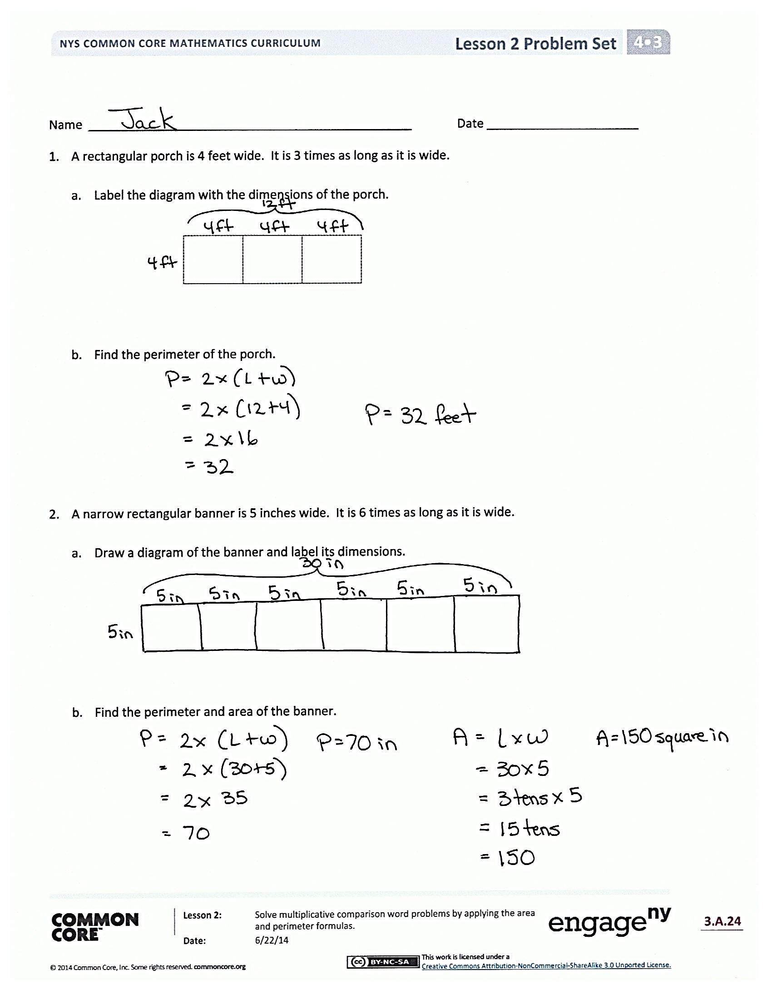 NYS COMMON CORE MATHEMATICS CURRICULUM Lesson 2 Problem Set 4•3
Name Jack Date
1. A rectangular porch is 4 feet wide. It is 3 times as long as it is wide.
a. Label the diagram with the dimensions of the porch.
12 ft
4ft 4ft 4ft
4ft
b. Find the perimeter of the porch.
P= 2×(L+w)
= 2×(12+4) P= 32 feet
= 2×16
= 32
2. A narrow rectangular banner is 5 inches wide. It is 6 times as long as it is wide.
a. Draw a diagram of the banner and label its dimensions.
30 in
5in 5in 5in 5in 5in 5in
5in
b. Find the perimeter and area of the banner.
P= 2×(L+w) P=70 in A = L×w A=150 square in
= 2×(30+5) = 30×5
= 2× 35 = 3 tens × 5
= 70 = 15 tens
= 150
COMMON CORE™
Lesson 2: Solve multiplicative comparison word problems by applying the area
and perimeter formulas.
Date: 6/22/14
engage ny
3.A.24
© 2014 Common Core, Inc. Some rights reserved. commoncore.org
(cc) BY-NC-SA
This work is licensed under a
Creative Commons Attribution-NonCommercial-ShareAlike 3.0 Unported License.